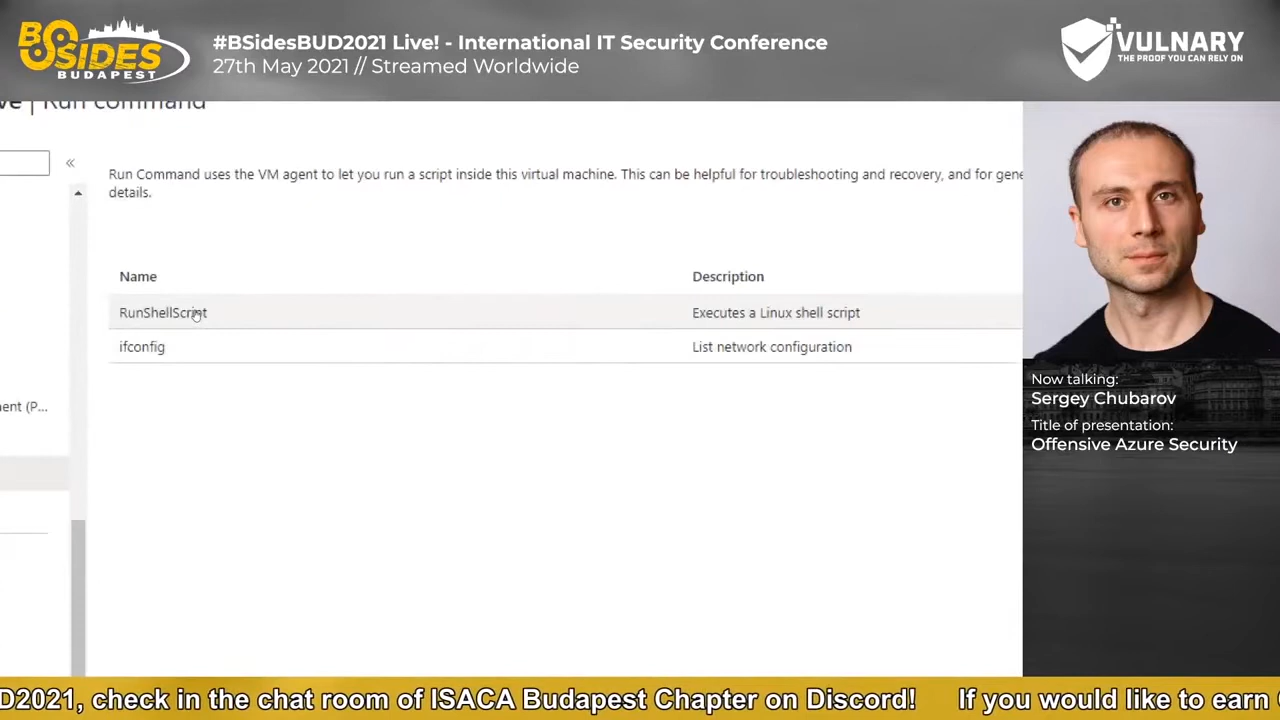 BSIDES
BUDAPEST
#BSidesBUD2021 Live! - International IT Security Conference
27th May 2021 // Streamed Worldwide
VULNARY
THE PROOF YOU CAN RELY ON
| Run command
«
Run Command uses the VM agent to let you run a script inside this virtual machine. This can be helpful for troubleshooting and recovery, and for gene
details.
Name Description
RunShellScript Executes a Linux shell script
ifconfig List network configuration
ent (P...
Now talking:
Sergey Chubarov
Title of presentation:
Offensive Azure Security
D2021, check in the chat room of ISACA Budapest Chapter on Discord! If you would like to earn